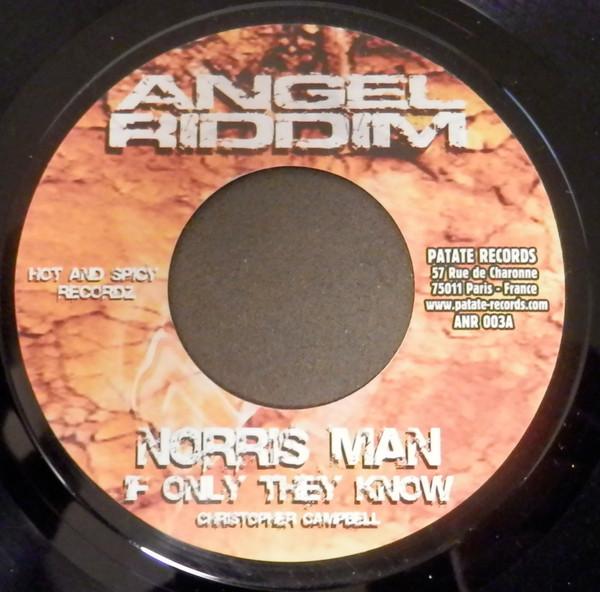 ANGEL
RIDDIM
HOT AND SPICY
RECORDZ
PATATE RECORDS
57 Rue de Charonne
75011 Paris - France
www.patate-records.com
ANR 003A
NORRIS MAN
IF ONLY THEY KNOW
CHRISTOPHER CAMPBELL